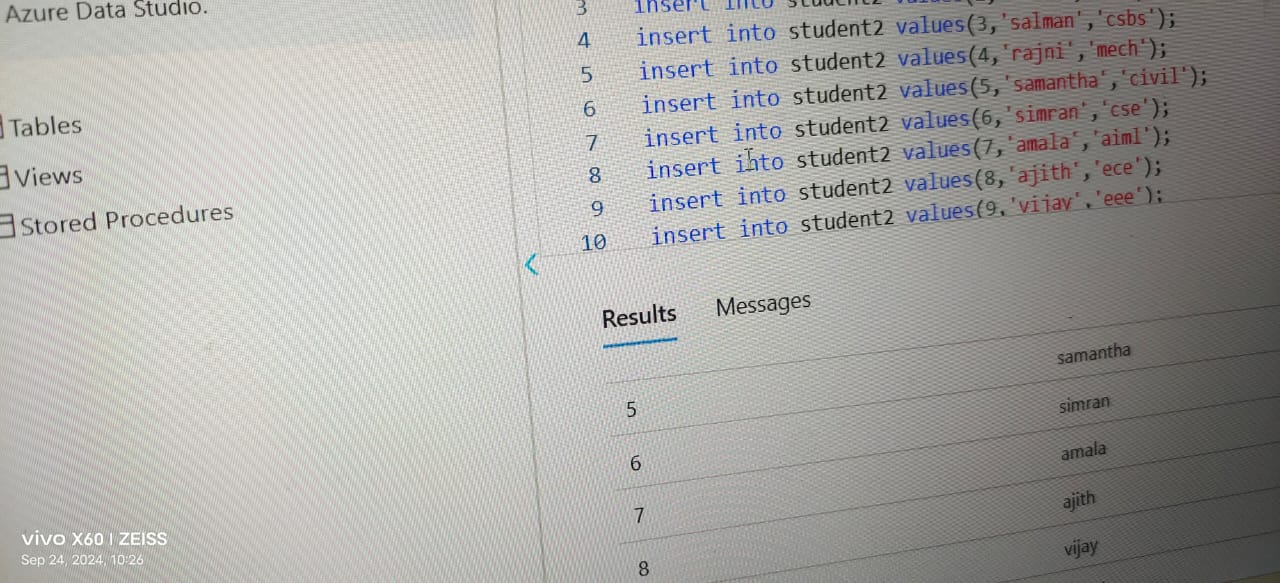 Azure Data Studio.
Tables
Views
Stored Procedures
3 insert into student2
4 insert into student2 values(3,'salman','csbs');
5 insert into student2 values(4,'rajni','mech');
6 insert into student2 values(5,'samantha','civil');
7 insert into student2 values(6,'simran','cse');
8 insert into student2 values(7,'amala','aiml');
9 insert into student2 values(8,'ajith','ece');
10 insert into student2 values(9,'vijay','eee');
Results Messages
samantha
5 simran
6 amala
7 ajith
8 vijay
vivo X60 | ZEISS
Sep 24, 2024, 10:26